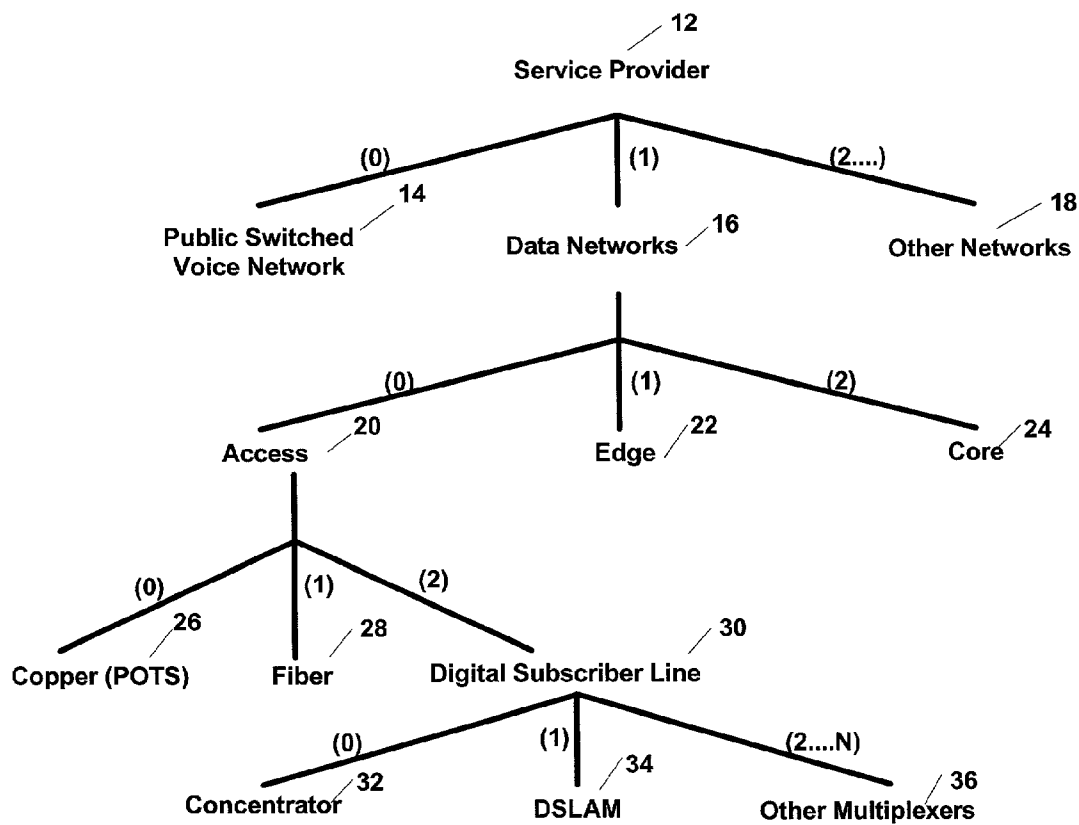 12
Service Provider
(0)
(1)
(2....)
14
16
18
Public Switched
Voice Network
Data Networks
Other Networks
(0)
(1)
(2)
20
22
24
Access
Edge
Core
(0)
(1)
(2)
26
28
30
Copper (POTS)
Fiber
Digital Subscriber Line
(0)
(1)
(2....N)
32
34
36
Concentrator
DSLAM
Other Multiplexers